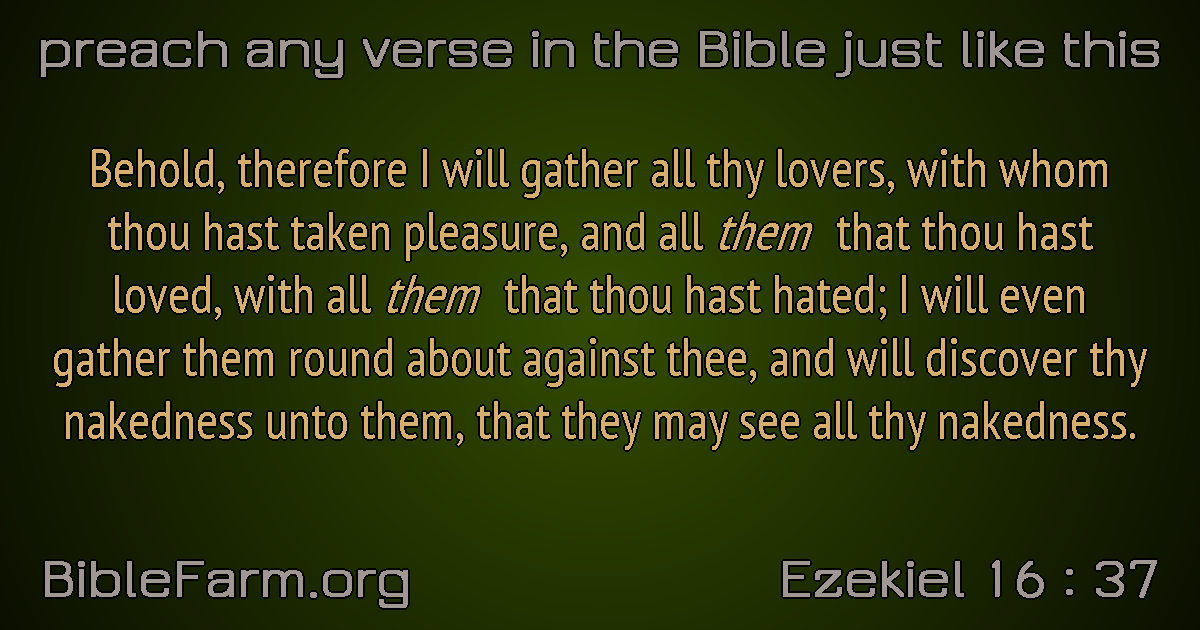 preach any verse in the Bible just like this
Behold, therefore I will gather all thy lovers, with whom
thou hast taken pleasure, and all them that thou hast
loved, with all them that thou hast hated; I will even
gather them round about against thee, and will discover thy
nakedness unto them, that they may see all thy nakedness.
BibleFarm.org
Ezekiel 16 : 37